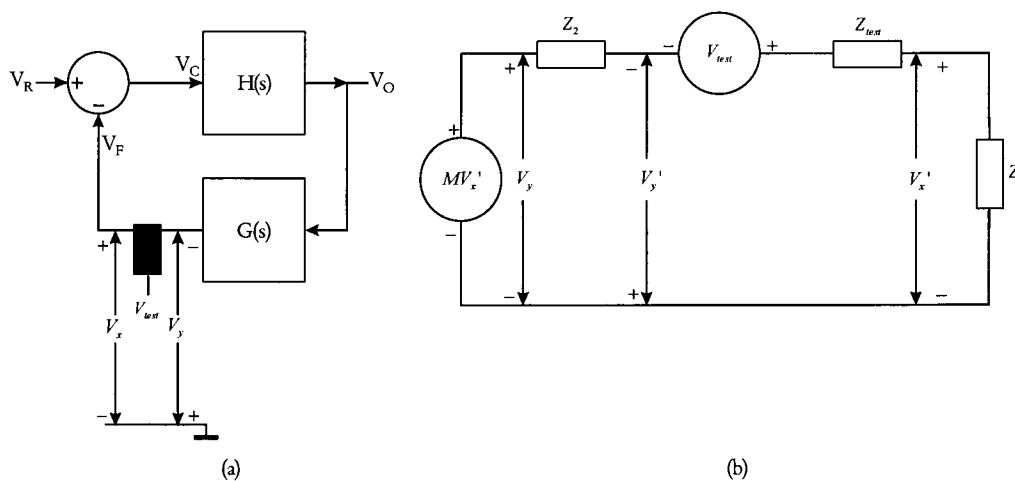 V_R
+
−
V_C
H(s)
V_O
V_F
G(s)
+
−
V_test
V_x
V_y
−
+
(a)
Z_2
V_test
−
+
Z_test
+
−
+
+
MV_x'
V_y
V_y'
V_x'
Z
−
−
+
−
(b)